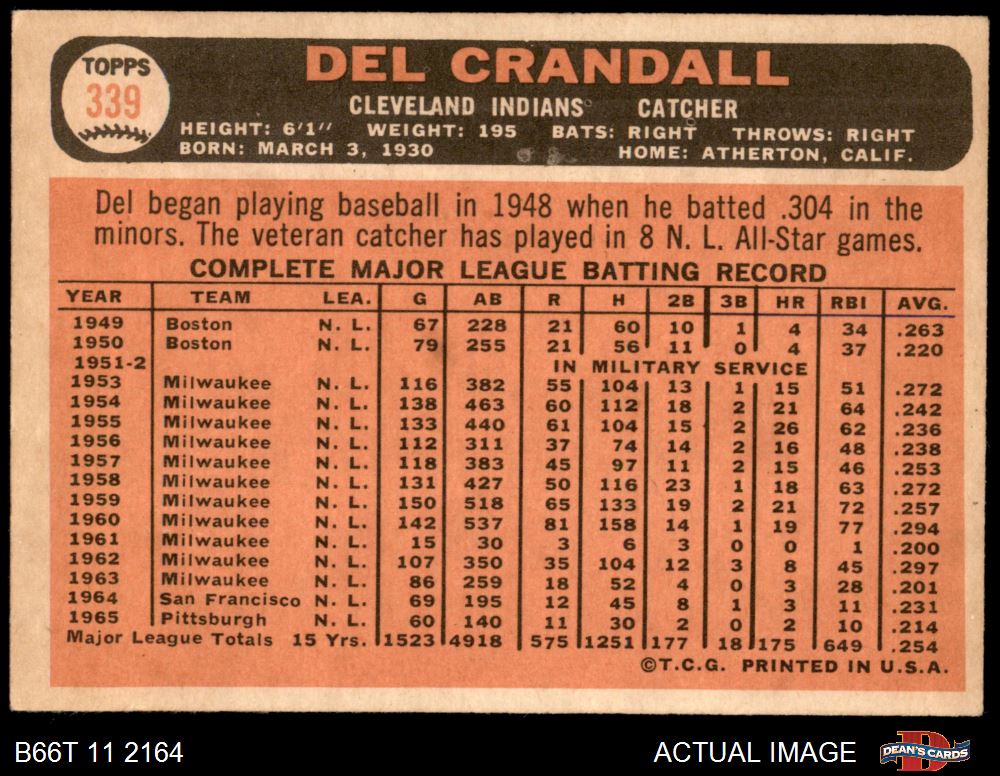 TOPPS
339
DEL CRANDALL
CLEVELAND INDIANS CATCHER
HEIGHT: 6'1" WEIGHT: 195 BATS: RIGHT THROWS: RIGHT
BORN: MARCH 3, 1930 HOME: ATHERTON, CALIF.
Del began playing baseball in 1948 when he batted .304 in the
minors. The veteran catcher has played in 8 N. L. All-Star games.
COMPLETE MAJOR LEAGUE BATTING RECORD
YEAR TEAM LEA. G AB R H 2B 3B HR RBI AVG.
1949 Boston N. L. 67 228 21 60 10 1 4 34 .263
1950 Boston N. L. 79 255 21 56 11 0 4 37 .220
1951-2 IN MILITARY SERVICE
1953 Milwaukee N. L. 116 382 55 104 13 1 15 51 .272
1954 Milwaukee N. L. 138 463 60 112 18 2 21 64 .242
1955 Milwaukee N. L. 133 440 61 104 15 2 26 62 .236
1956 Milwaukee N. L. 112 311 37 74 14 2 16 48 .238
1957 Milwaukee N. L. 118 383 45 97 11 2 15 46 .253
1958 Milwaukee N. L. 131 427 50 116 23 1 18 63 .272
1959 Milwaukee N. L. 150 518 65 133 19 2 21 72 .257
1960 Milwaukee N. L. 142 537 81 158 14 1 19 77 .294
1961 Milwaukee N. L. 15 30 3 6 3 0 0 1 .200
1962 Milwaukee N. L. 107 350 35 104 12 3 8 45 .297
1963 Milwaukee N. L. 86 259 18 52 4 0 3 28 .201
1964 San Francisco N. L. 69 195 12 45 8 1 3 11 .231
1965 Pittsburgh N. L. 60 140 11 30 2 0 2 10 .214
Major League Totals 15 Yrs. 1523 4918 575 1251 177 18 175 649 .254
©T.C.G. PRINTED IN U.S.A.
B66T 11 2164 ACTUAL IMAGE DEAN'S CARDS